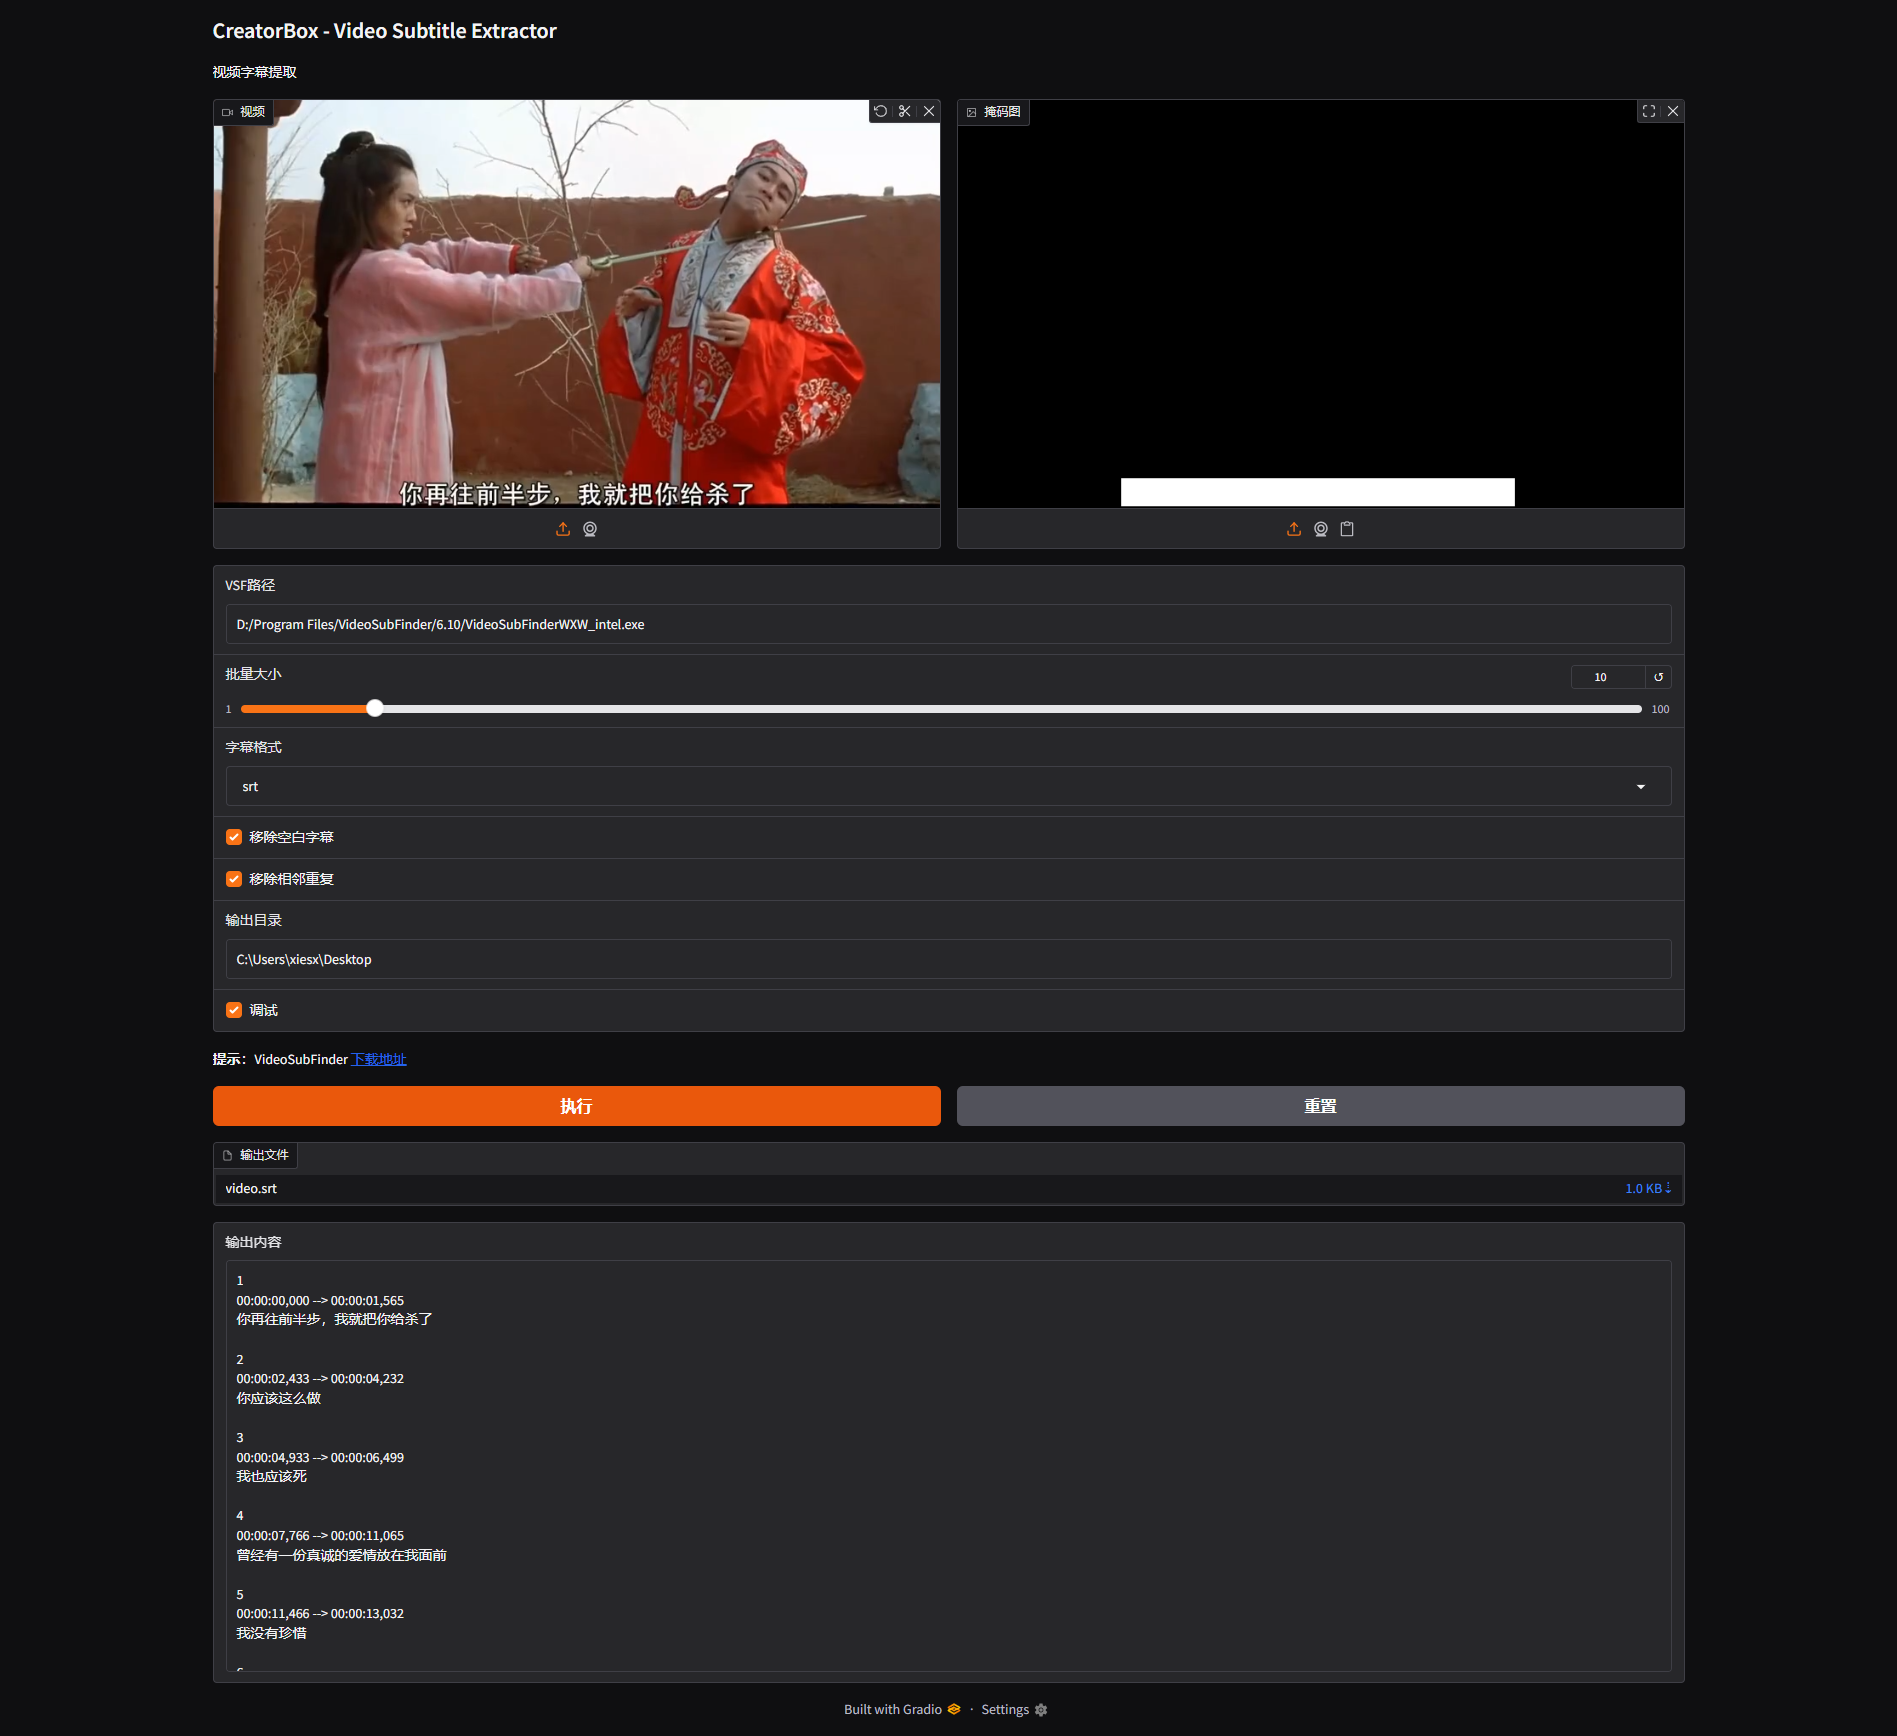 CreatorBox - Video Subtitle Extractor
视频字幕提取
视频
掩码图
你再往前半步，我就把你给杀了
VSF路径
D:/Program Files/VideoSubFinder/6.10/VideoSubFinderWXW_intel.exe
批量大小
10
1
100
字幕格式
srt
移除空白字幕
移除相邻重复
输出目录
C:\Users\xiesx\Desktop
调试
提示：VideoSubFinder 下载地址
执行
重置
输出文件
video.srt
1.0 KB ⇣
输出内容
1
00:00:00,000 --> 00:00:01,565
你再往前半步，我就把你给杀了
2
00:00:02,433 --> 00:00:04,232
你应该这么做
3
00:00:04,933 --> 00:00:06,499
我也应该死
4
00:00:07,766 --> 00:00:11,065
曾经有一份真诚的爱情放在我面前
5
00:00:11,466 --> 00:00:13,032
我没有珍惜
Built with Gradio · Settings